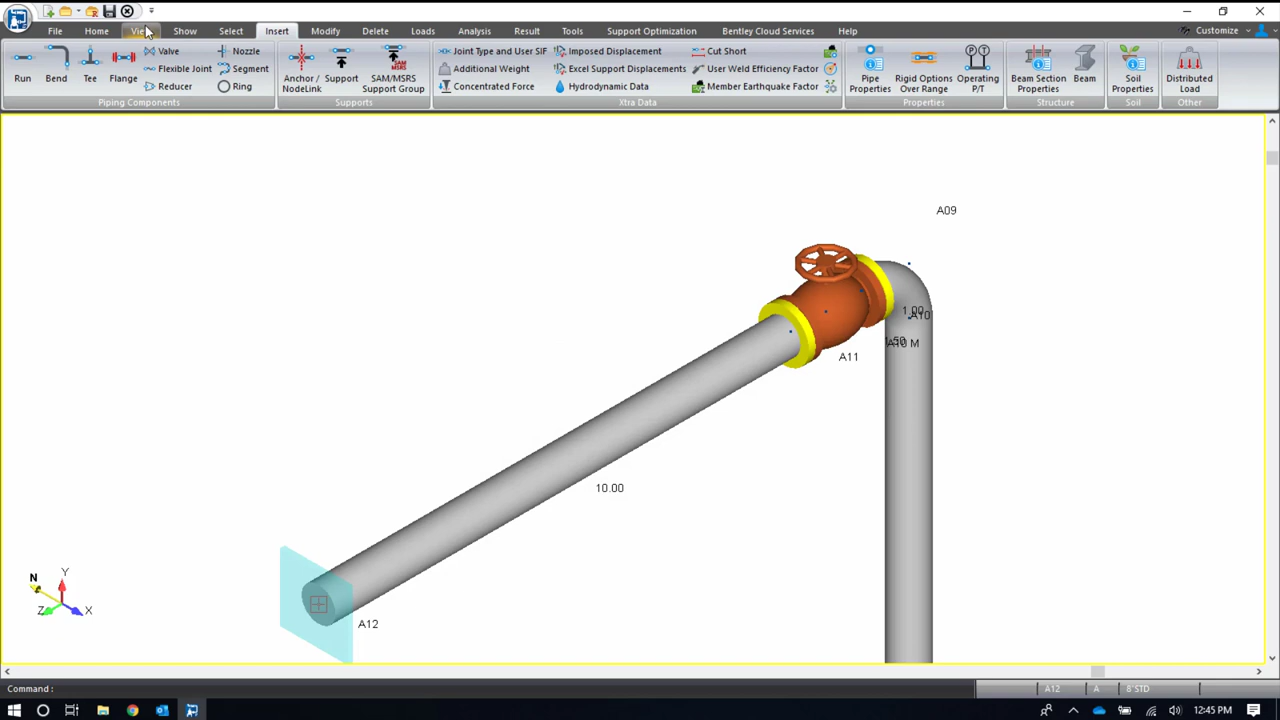 File Home View Show Select Insert Modify Delete Loads Analysis Result Tools Support Optimization Bentley Cloud Services Help Customize
Run Bend Tee Flange
Valve
Flexible Joint
Reducer
Nozzle
Segment
Ring
Piping Components
Anchor /
NodeLink
Support
SAM/MSRS
Support Group
Supports
Joint Type and User SIF
Additional Weight
Concentrated Force
Imposed Displacement
Excel Support Displacements
Hydrodynamic Data
Cut Short
User Weld Efficiency Factor
Member Earthquake Factor
Xtra Data
Pipe
Properties
Rigid Options
Over Range
Operating
P/T
Properties
Beam Section
Properties
Beam
Structure
Soil
Properties
Soil
Distributed
Load
Other
A09
1.00
A10
A10 M
A11
10.00
A12
N
Y
Z
X
Command :
A12 A 8"STD
12:45 PM